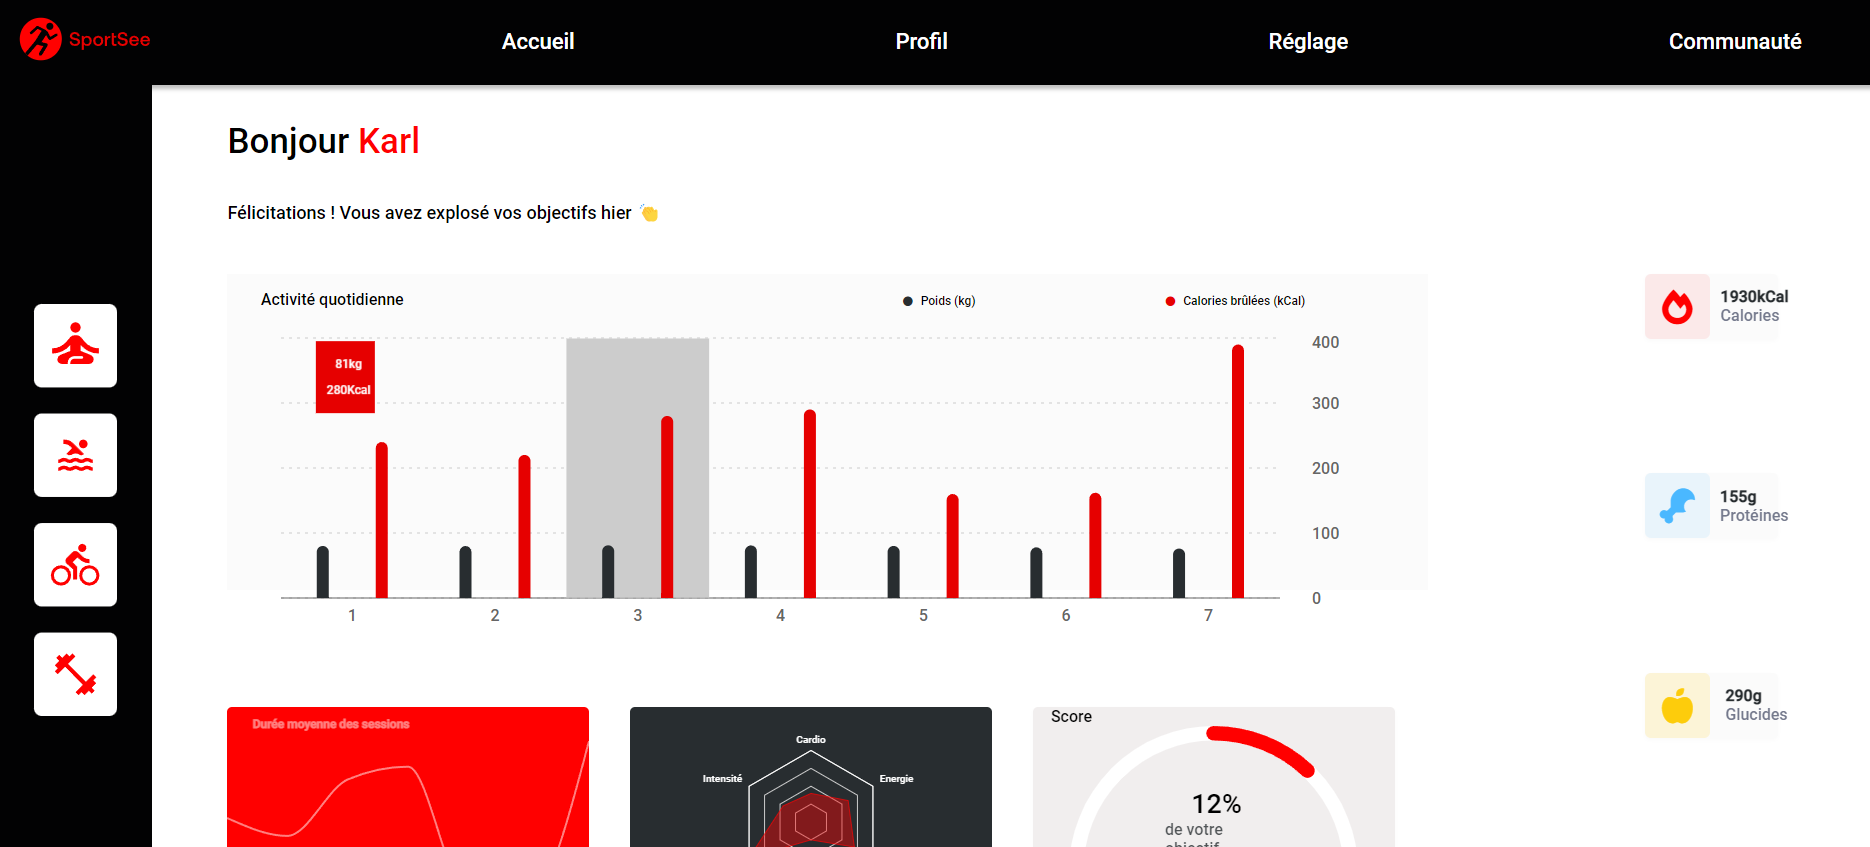 SportSee
Accueil
Profil
Réglage
Communauté
Bonjour Karl
Félicitations ! Vous avez explosé vos objectifs hier 👏
Activité quotidienne
Poids (kg)
Calories brûlées (kCal)
81kg
280Kcal
400
300
200
100
0
1
2
3
4
5
6
7
1930kCal
Calories
155g
Protéines
290g
Glucides
Durée moyenne des sessions
Cardio
Intensité
Energie
Score
12%
de votre
objectif